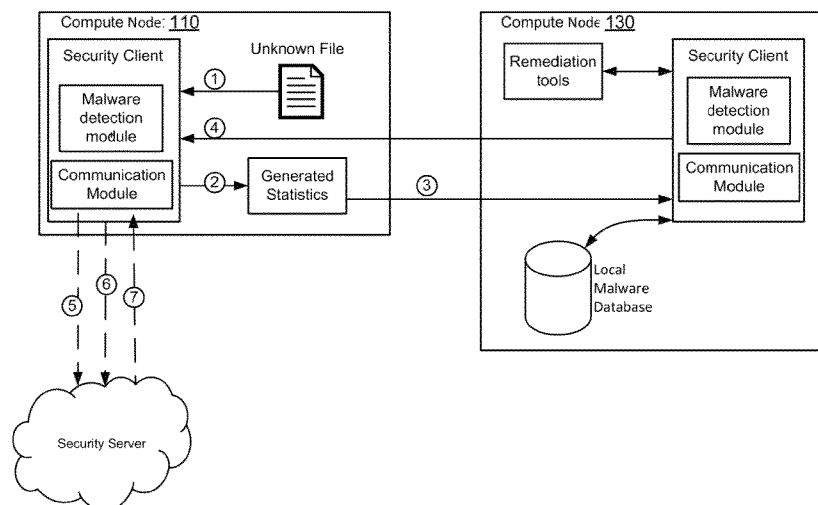 Compute Node: 110
Security Client
Unknown File
1
Malware
detection
module
4
Communication
Module
2
Generated
Statistics
3
5
6
7
Security Server
Compute Node 130
Remediation
tools
Security Client
Malware
detection
module
Communication
Module
Local
Malware
Database